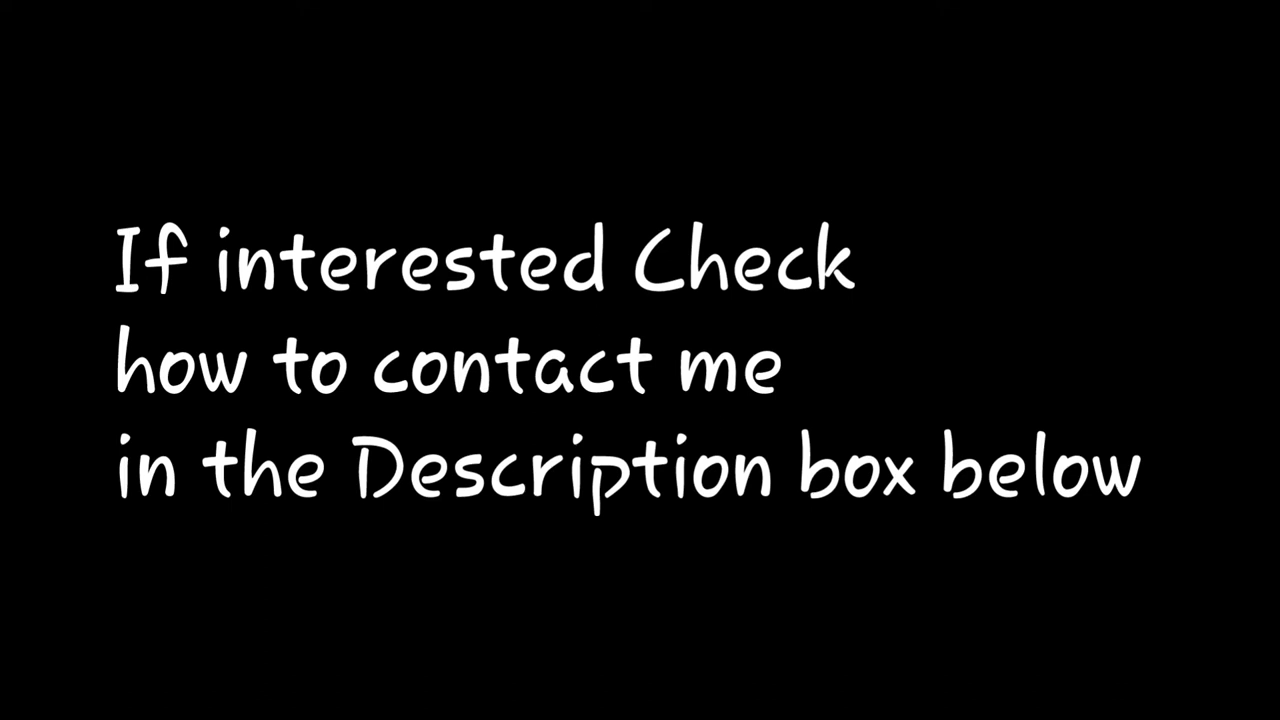 If interested Check
how to contact me
in the Description box below